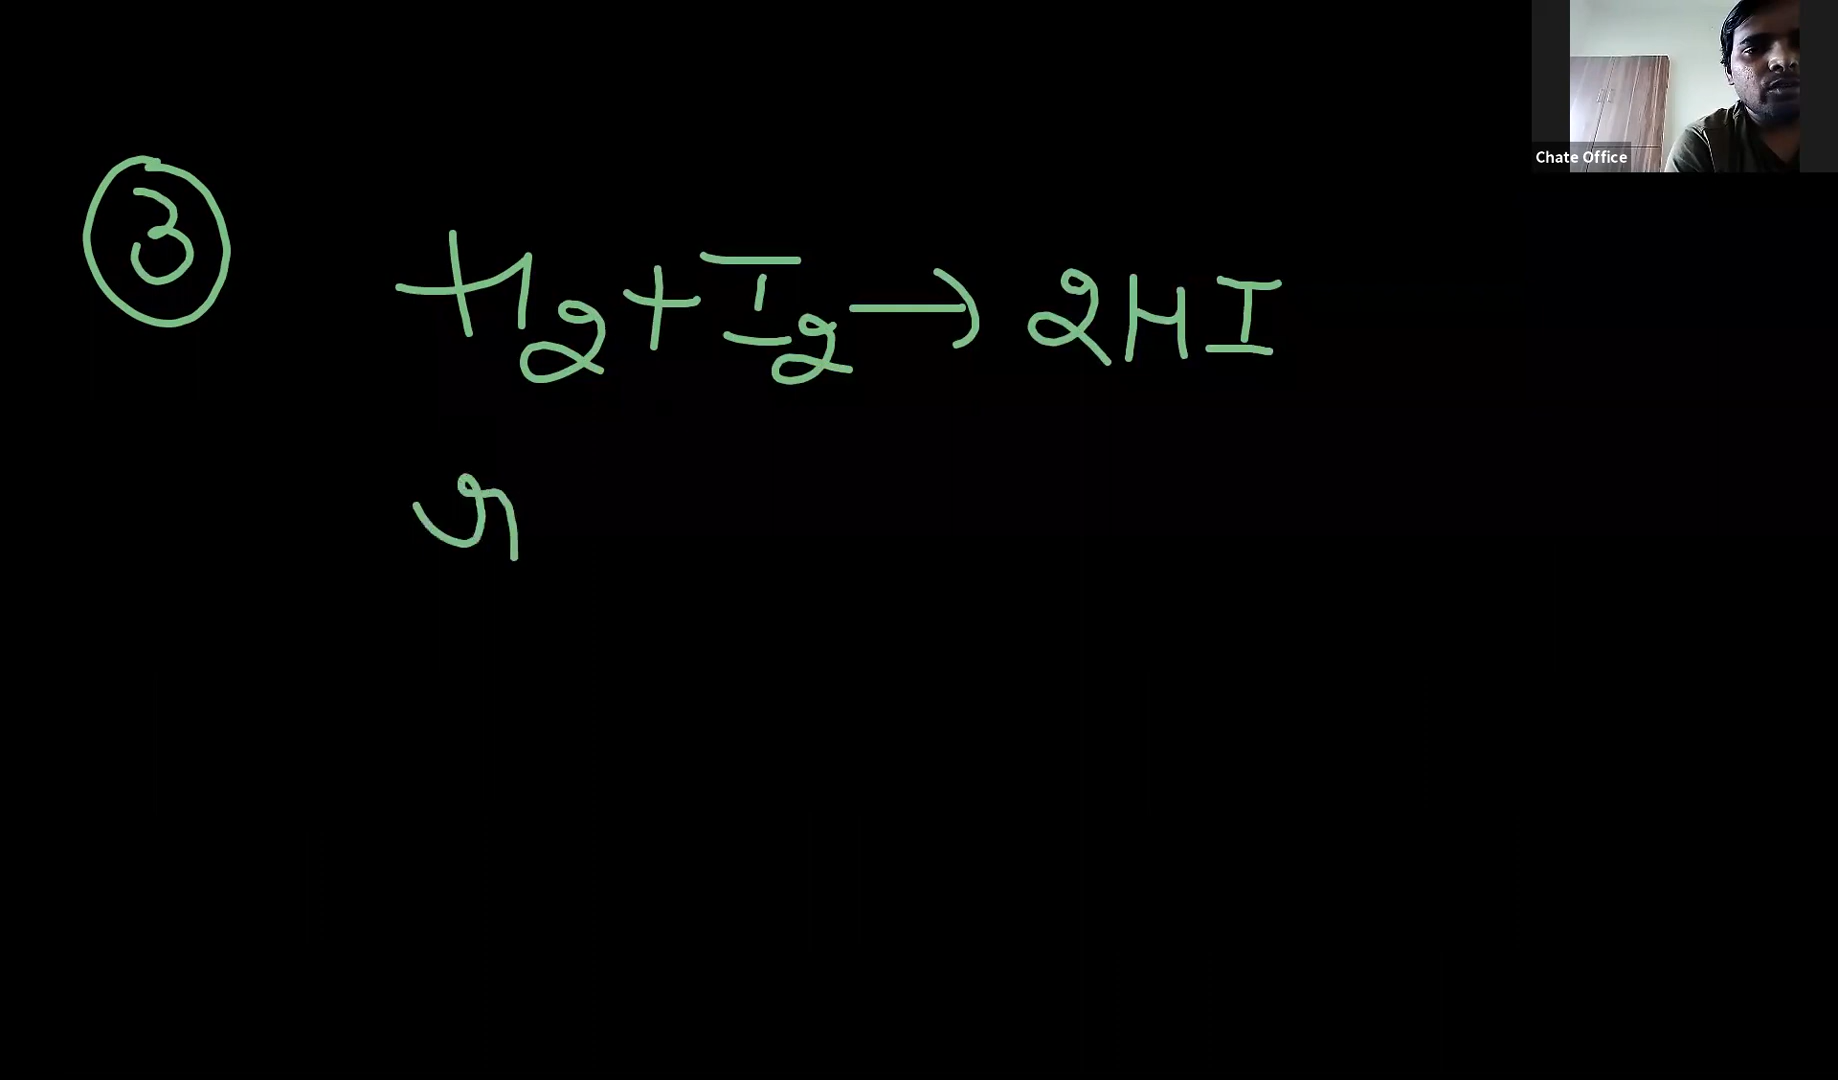 Chate Office
③
H₂ + I₂ → 2HI
r